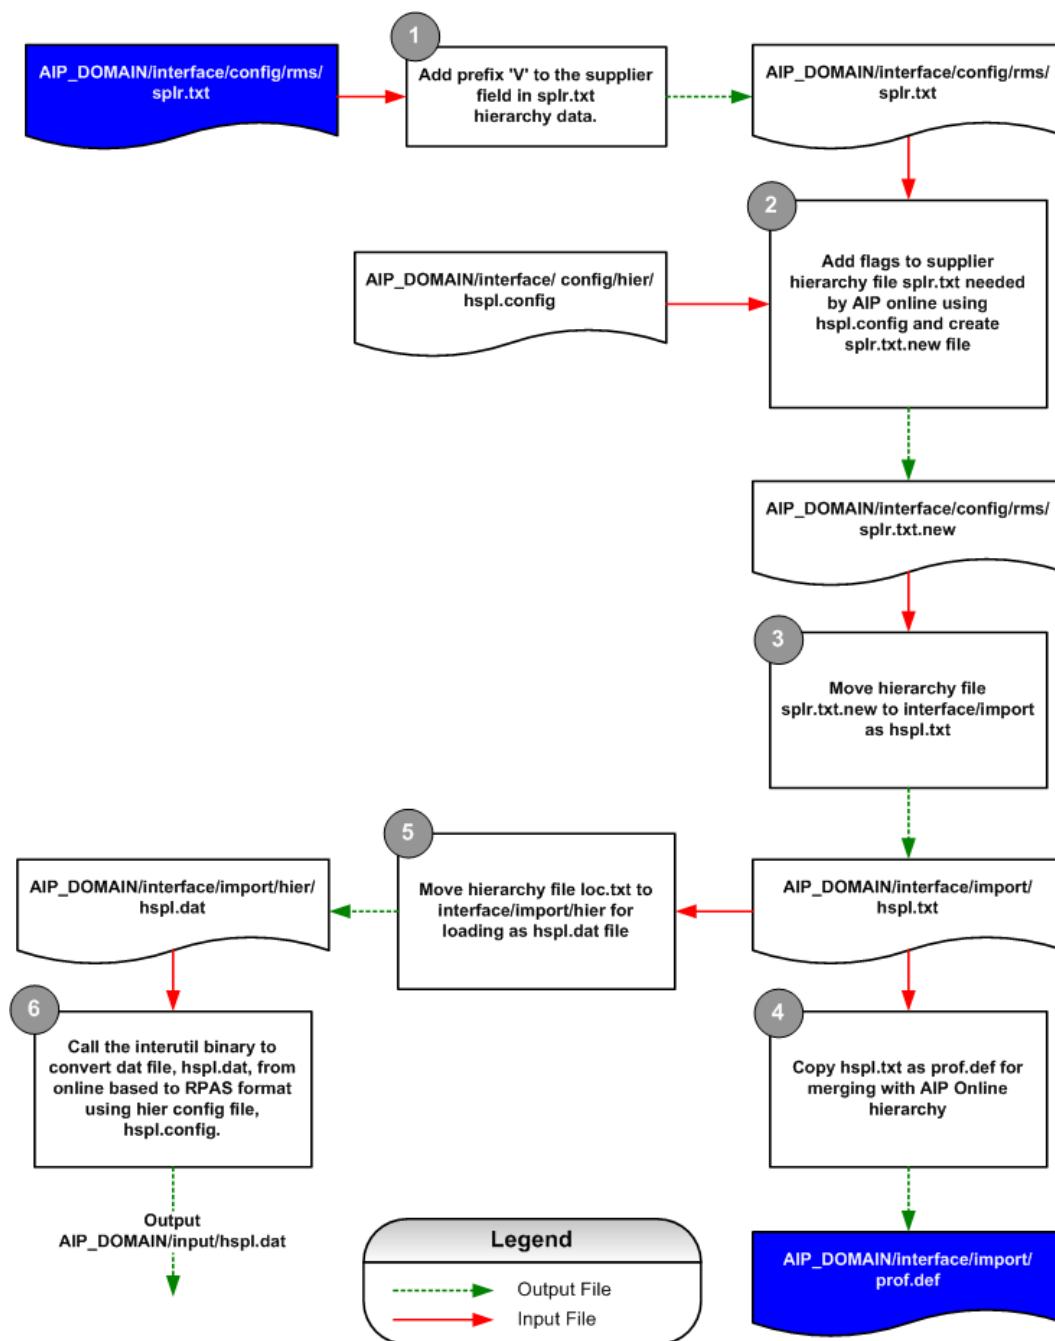 AIP_DOMAIN/interface/config/rms/
splr.txt
1
Add prefix 'V' to the supplier
field in splr.txt
hierarchy data.
AIP_DOMAIN/interface/config/rms/
splr.txt
2
Add flags to supplier
hierarchy file splr.txt needed
by AIP online using
hspl.config and create
splr.txt.new file
AIP_DOMAIN/interface/ config/hier/
hspl.config
AIP_DOMAIN/interface/config/rms/
splr.txt.new
3
Move hierarchy file
splr.txt.new to interface/import
as hspl.txt
AIP_DOMAIN/interface/import/
hspl.txt
5
Move hierarchy file loc.txt to
interface/import/hier for
loading as hspl.dat file
AIP_DOMAIN/interface/import/hier/
hspl.dat
4
Copy hspl.txt as prof.def for
merging with AIP Online
hierarchy
6
Call the interutil binary to
convert dat file, hspl.dat, from
online based to RPAS format
using hier config file,
hspl.config.
Output
AIP_DOMAIN/input/hspl.dat
AIP_DOMAIN/interface/import/
prof.def
Legend
Output File
Input File